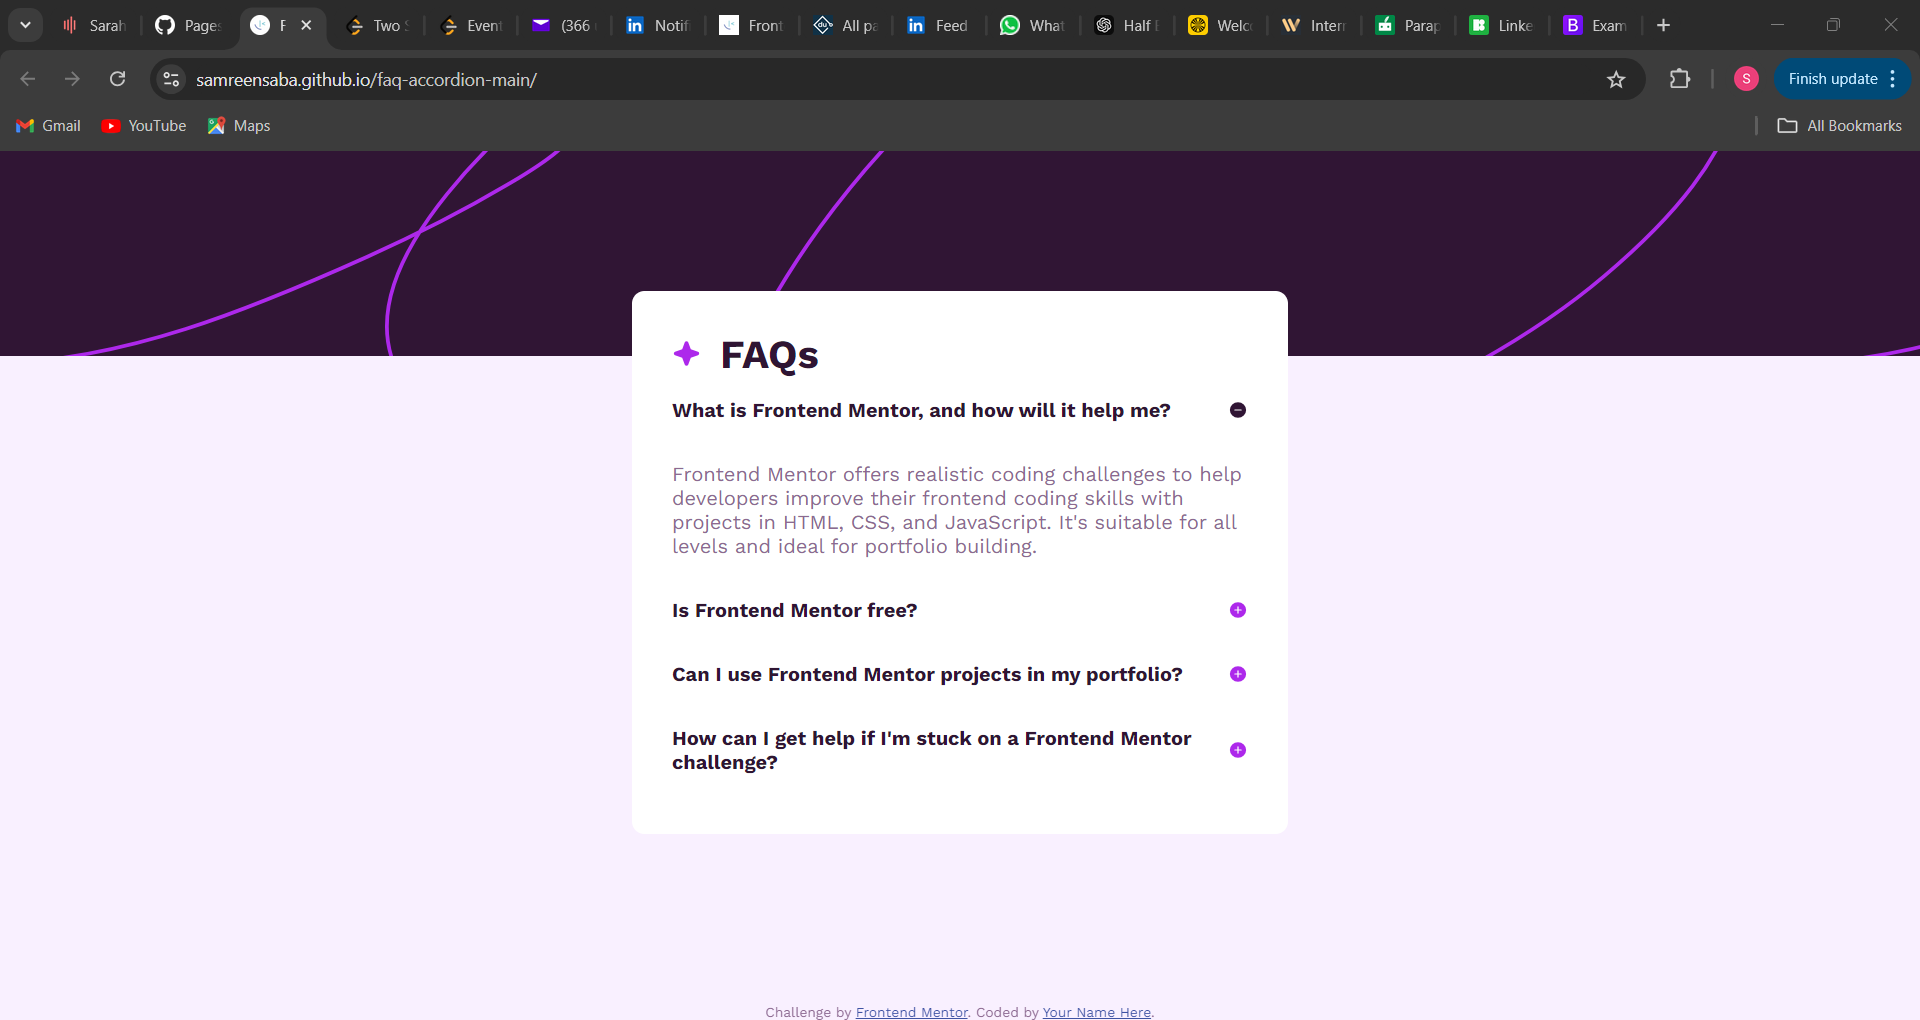 Sarah
Pages
F
Two S
Event
(366
Notifi
Front
All pa
Feed
What
Half B
Welco
Intern
Parap
Linke
Exam
samreensaba.github.io/faq-accordion-main/
S
Finish update
Gmail
YouTube
Maps
All Bookmarks
FAQs
What is Frontend Mentor, and how will it help me?
Frontend Mentor offers realistic coding challenges to help
developers improve their frontend coding skills with
projects in HTML, CSS, and JavaScript. It's suitable for all
levels and ideal for portfolio building.
Is Frontend Mentor free?
Can I use Frontend Mentor projects in my portfolio?
How can I get help if I'm stuck on a Frontend Mentor
challenge?
Challenge by Frontend Mentor. Coded by Your Name Here.